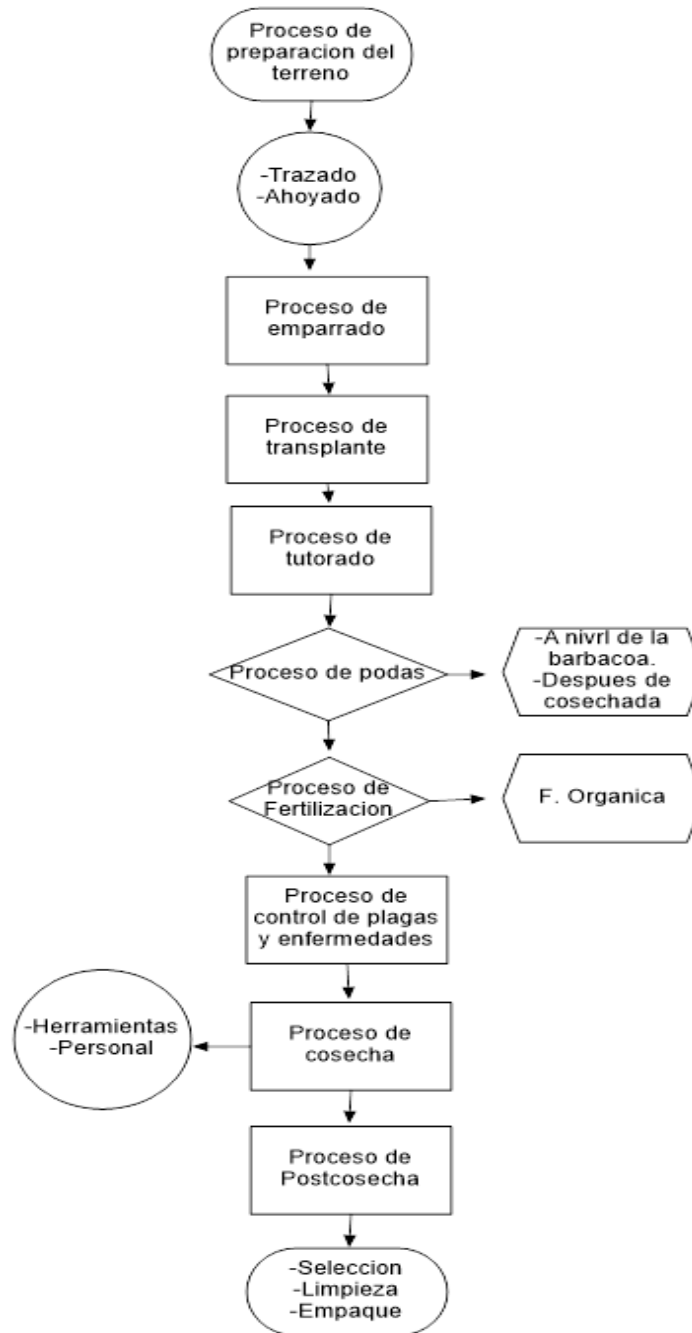 Proceso de
preparacion del
terreno
-Trazado
-Ahoyado
Proceso de
emparrado
Proceso de
transplante
Proceso de
tutorado
Proceso de podas
-A nivrl de la
barbacoa.
-Despues de
cosechada
Proceso de
Fertilizacion
F. Organica
Proceso de
control de plagas
y enfermedades
-Herramientas
-Personal
Proceso de
cosecha
Proceso de
Postcosecha
-Seleccion
-Limpieza
-Empaque